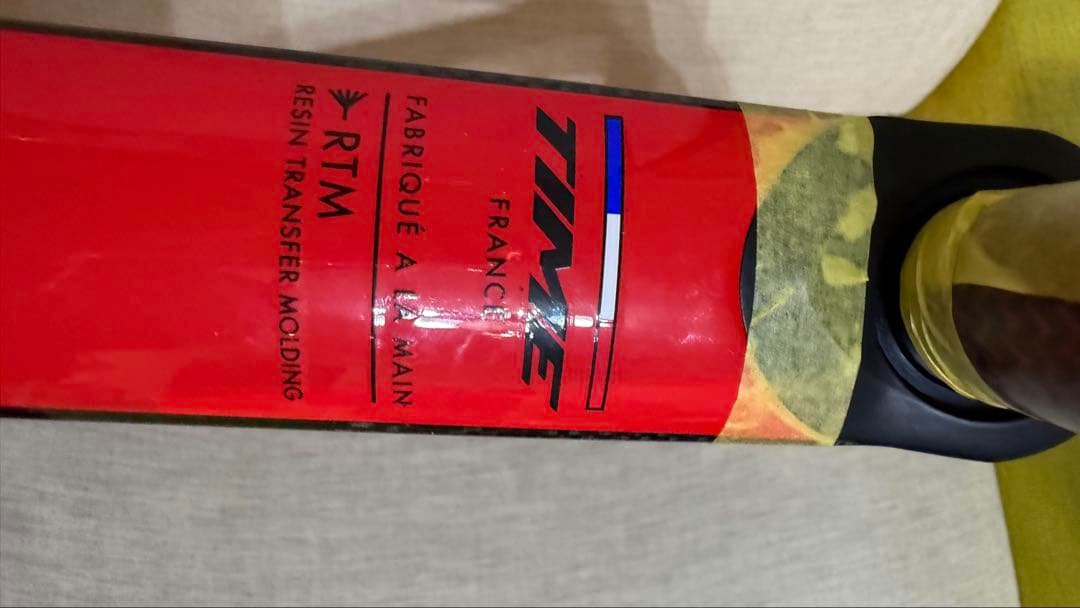 TIME
FRANCE
FABRIQUÉ À LA MAIN
RTM
RESIN TRANSFER MOLDING